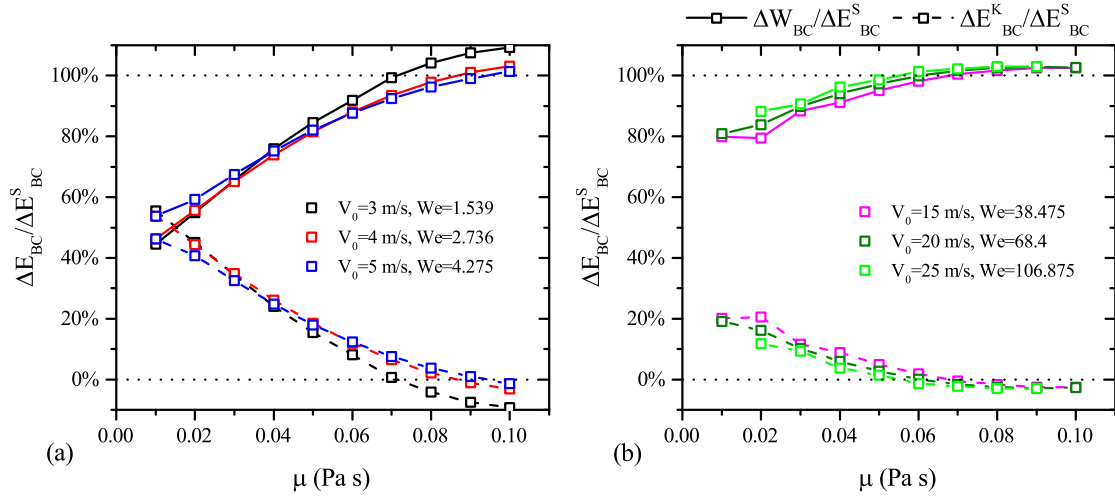 ΔW_BC/ΔE^S_BC ΔE^K_BC/ΔE^S_BC
100%
80%
60%
40%
20%
0%
ΔE_BC/ΔE^S_BC
V_0=3 m/s, We=1.539
V_0=4 m/s, We=2.736
V_0=5 m/s, We=4.275
0.00 0.02 0.04 0.06 0.08 0.10
(a) μ (Pa s)
100%
80%
60%
40%
20%
0%
ΔE_BC/ΔE^S_BC
V_0=15 m/s, We=38.475
V_0=20 m/s, We=68.4
V_0=25 m/s, We=106.875
0.00 0.02 0.04 0.06 0.08 0.10
(b) μ (Pa s)